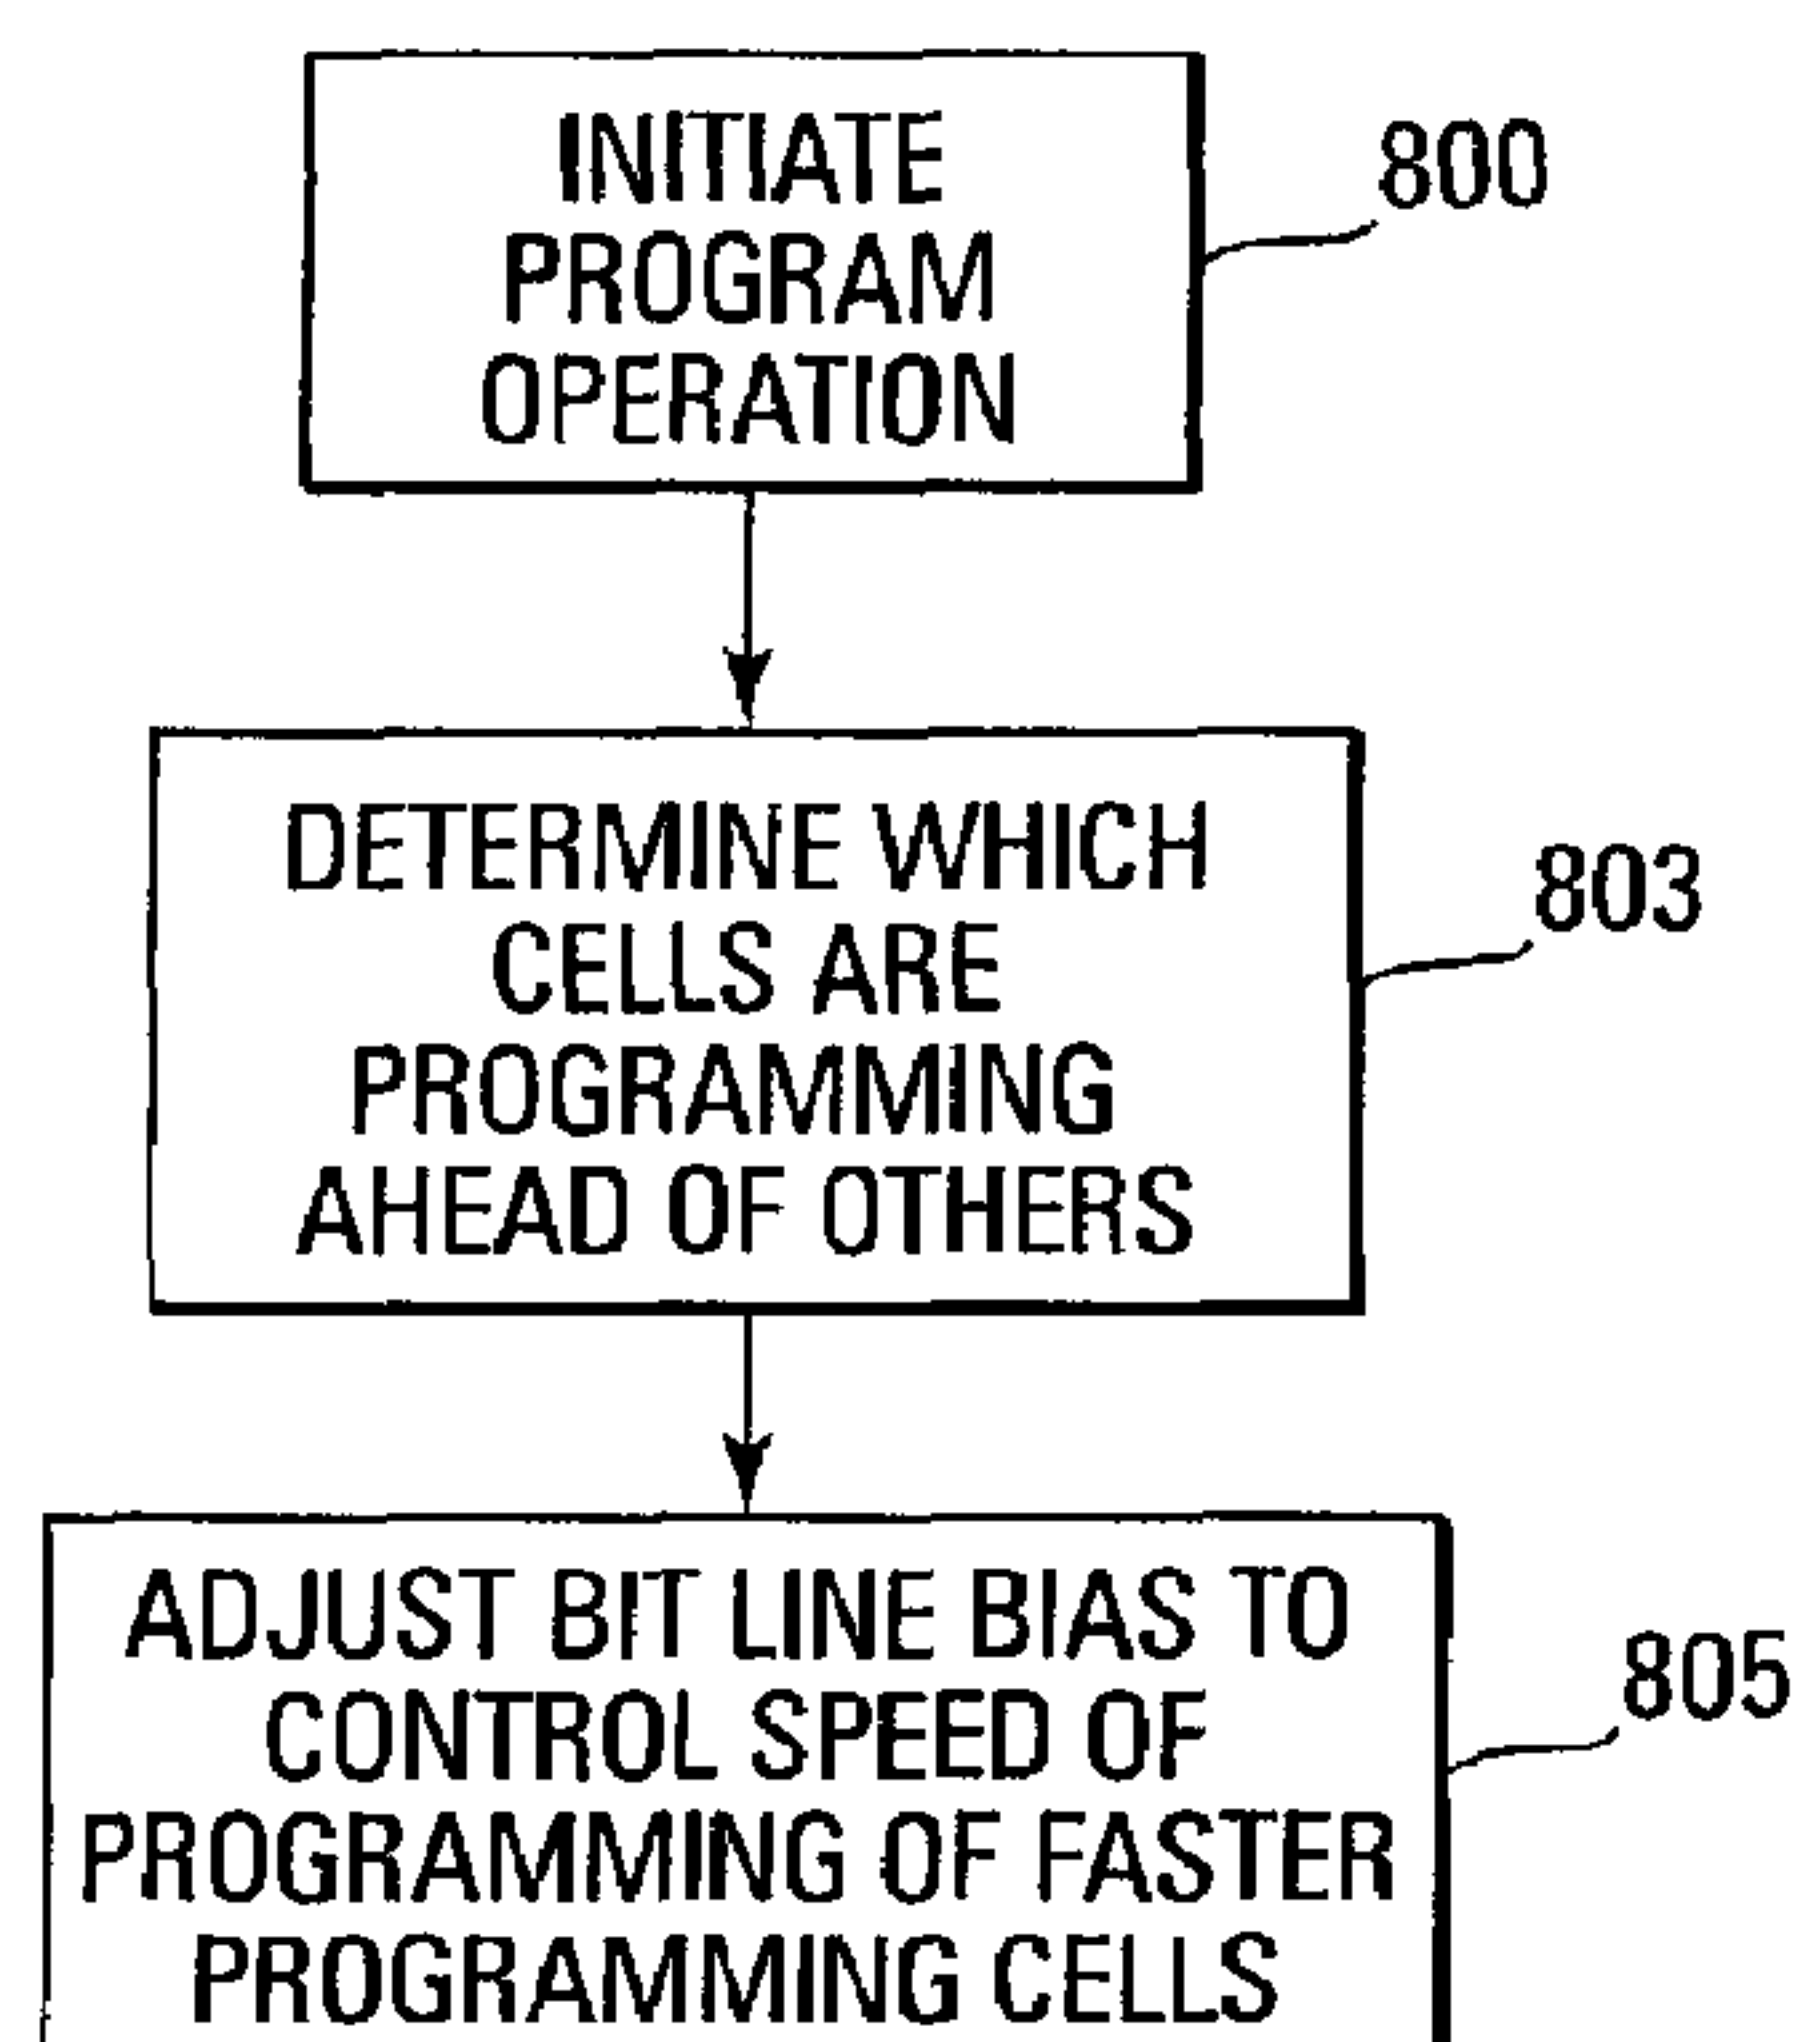 INITIATE
PROGRAM
OPERATION
800
DETERMINE WHICH
CELLS ARE
PROGRAMMING
AHEAD OF OTHERS
803
ADJUST BIT LINE BIAS TO
CONTROL SPEED OF
PROGRAMMING OF FASTER
PROGRAMMING CELLS
805